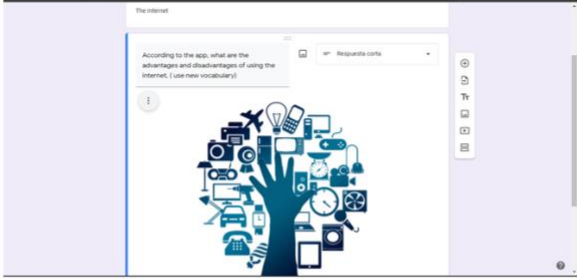 The internet
According to the app, what are the
advantages and disadvantages of using the
internet. ( use new vocabulary)
Respuesta corta
Tr